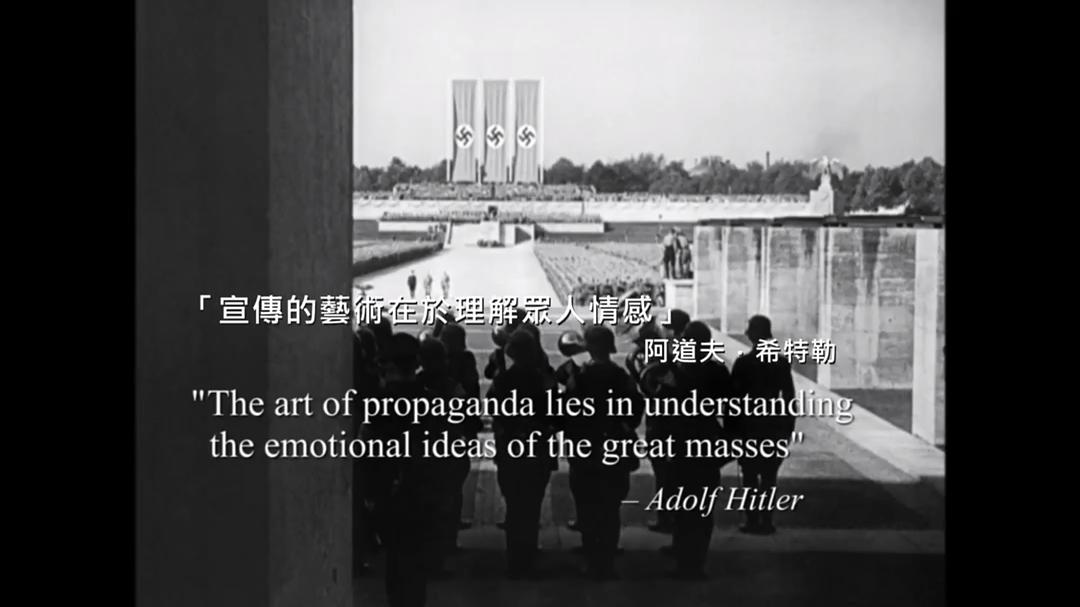 「宣傳的藝術在於理解眾人情感」
阿道夫．希特勒
"The art of propaganda lies in understanding
the emotional ideas of the great masses"
– Adolf Hitler